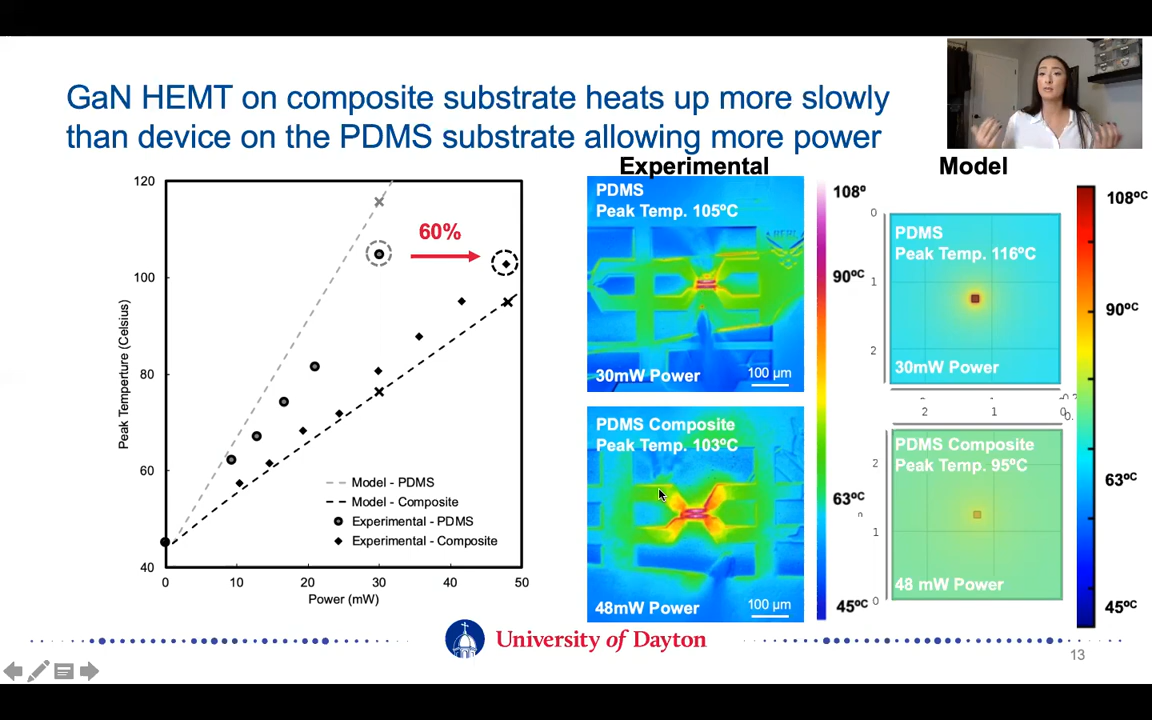 GaN HEMT on composite substrate heats up more slowly
than device on the PDMS substrate allowing more power
Experimental
Model
120
100
80
60
40
Peak Temperture (Celsius)
0
10
20
30
40
50
Power (mW)
60%
Model - PDMS
Model - Composite
Experimental - PDMS
Experimental - Composite
PDMS
Peak Temp. 105ºC
30mW Power
100 µm
PDMS Composite
Peak Temp. 103ºC
48mW Power
100 µm
108º
90ºC
63ºC
45ºC
0
1
2
PDMS
Peak Temp. 116ºC
30mW Power
2
1
0
2
1
0
PDMS Composite
Peak Temp. 95ºC
48 mW Power
108ºC
90ºC
63ºC
45ºC
University of Dayton
13